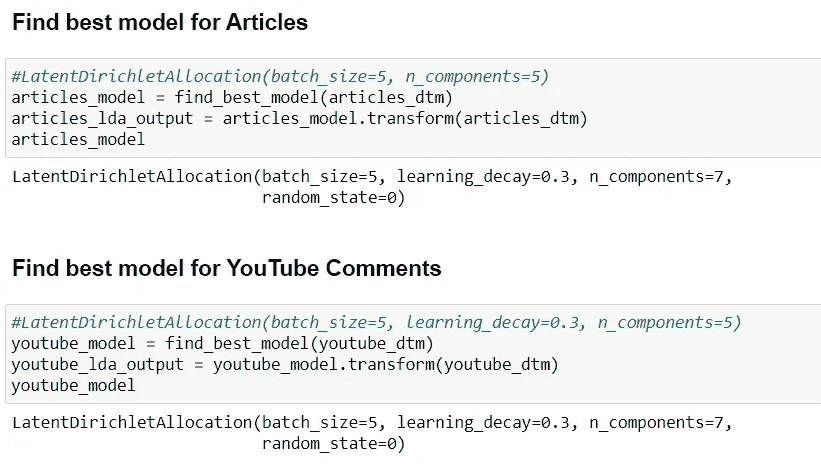 Find best model for Articles
#LatentDirichletAllocation(batch_size=5, n_components=5)
articles_model = find_best_model(articles_dtm)
articles_lda_output = articles_model.transform(articles_dtm)
articles_model
LatentDirichletAllocation(batch_size=5, learning_decay=0.3, n_components=7,
random_state=0)
Find best model for YouTube Comments
#LatentDirichletAllocation(batch_size=5, learning_decay=0.3, n_components=5)
youtube_model = find_best_model(youtube_dtm)
youtube_lda_output = youtube_model.transform(youtube_dtm)
youtube_model
LatentDirichletAllocation(batch_size=5, learning_decay=0.3, n_components=7,
random_state=0)